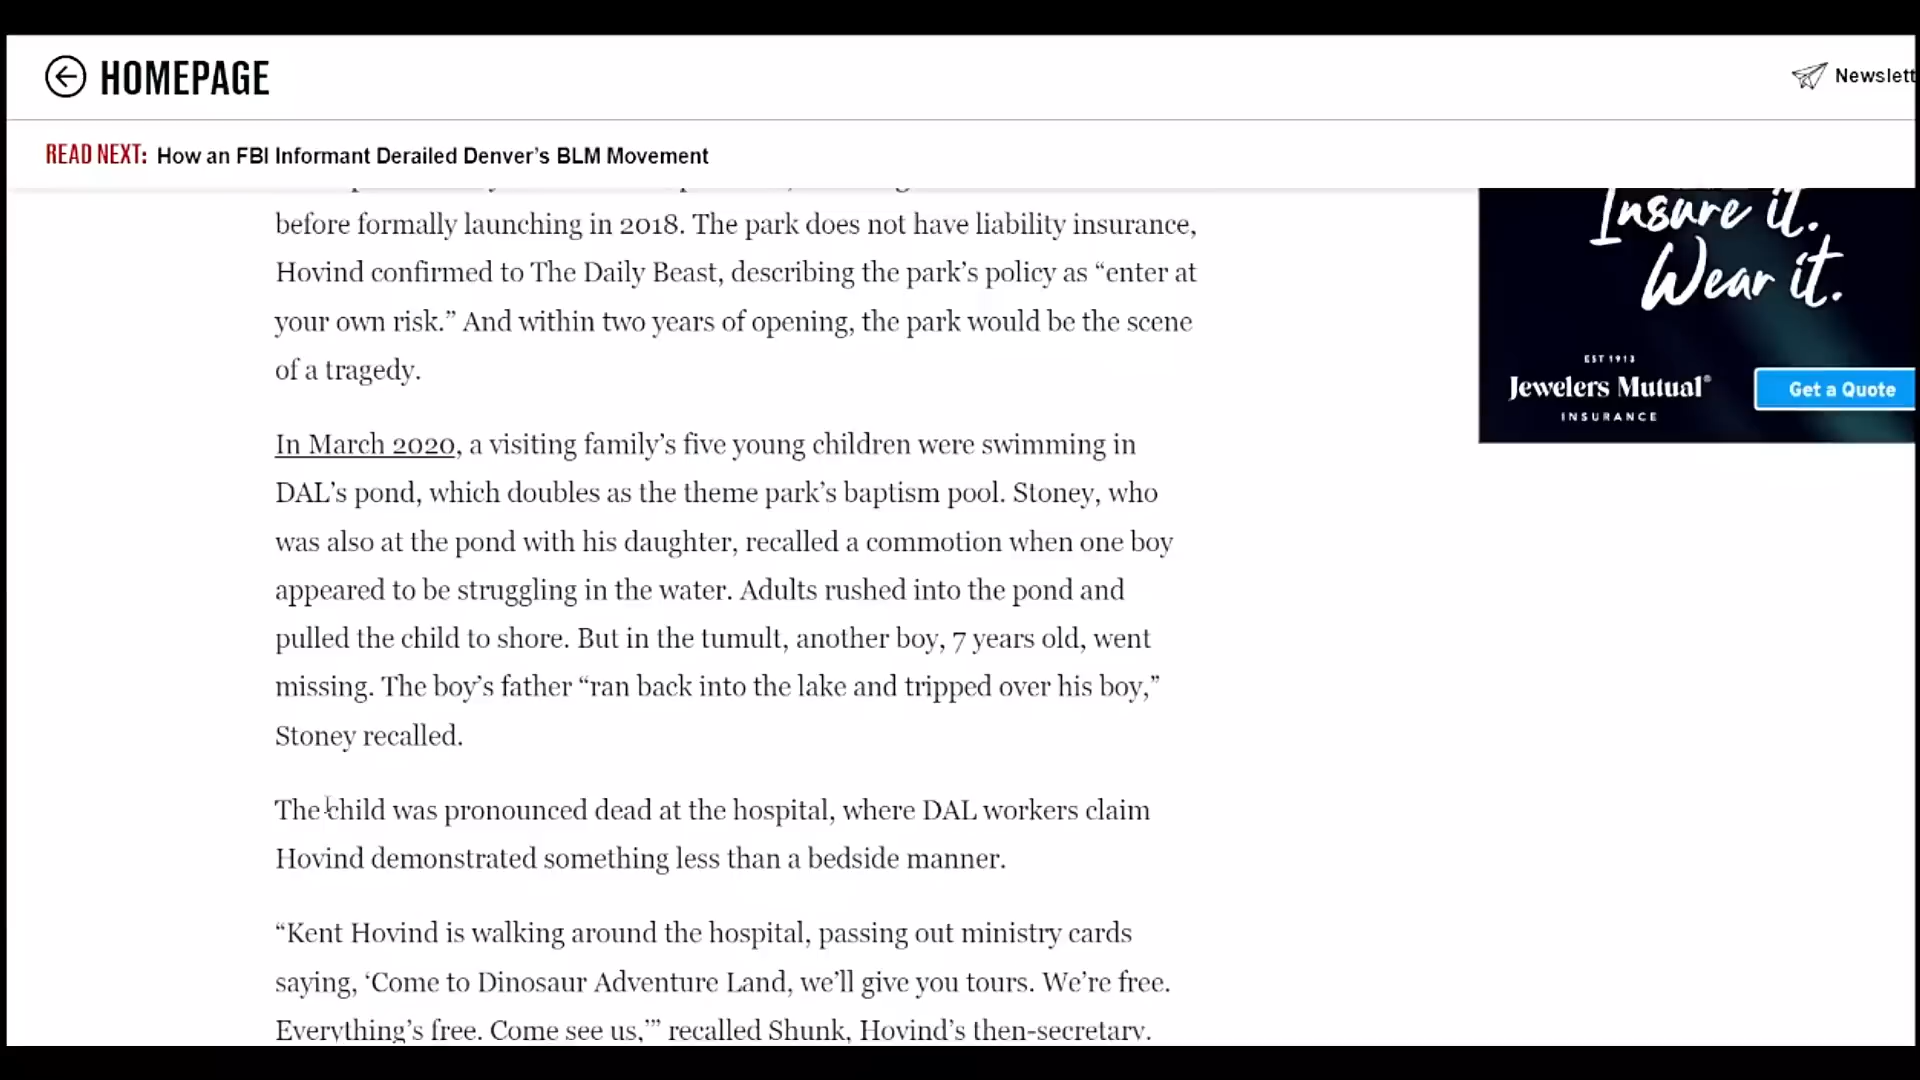 HOMEPAGE
Newslett
READ NEXT: How an FBI Informant Derailed Denver's BLM Movement
before formally launching in 2018. The park does not have liability insurance,
Hovind confirmed to The Daily Beast, describing the park's policy as “enter at
your own risk.” And within two years of opening, the park would be the scene
of a tragedy.
In March 2020, a visiting family's five young children were swimming in
DAL's pond, which doubles as the theme park's baptism pool. Stoney, who
was also at the pond with his daughter, recalled a commotion when one boy
appeared to be struggling in the water. Adults rushed into the pond and
pulled the child to shore. But in the tumult, another boy, 7 years old, went
missing. The boy's father “ran back into the lake and tripped over his boy,”
Stoney recalled.
The child was pronounced dead at the hospital, where DAL workers claim
Hovind demonstrated something less than a bedside manner.
“Kent Hovind is walking around the hospital, passing out ministry cards
saying, ‘Come to Dinosaur Adventure Land, we'll give you tours. We're free.
Everything's free. Come see us,’” recalled Shunk, Hovind's then-secretary.
Insure it.
Wear it.
EST 1913
Jewelers Mutual®
INSURANCE
Get a Quote